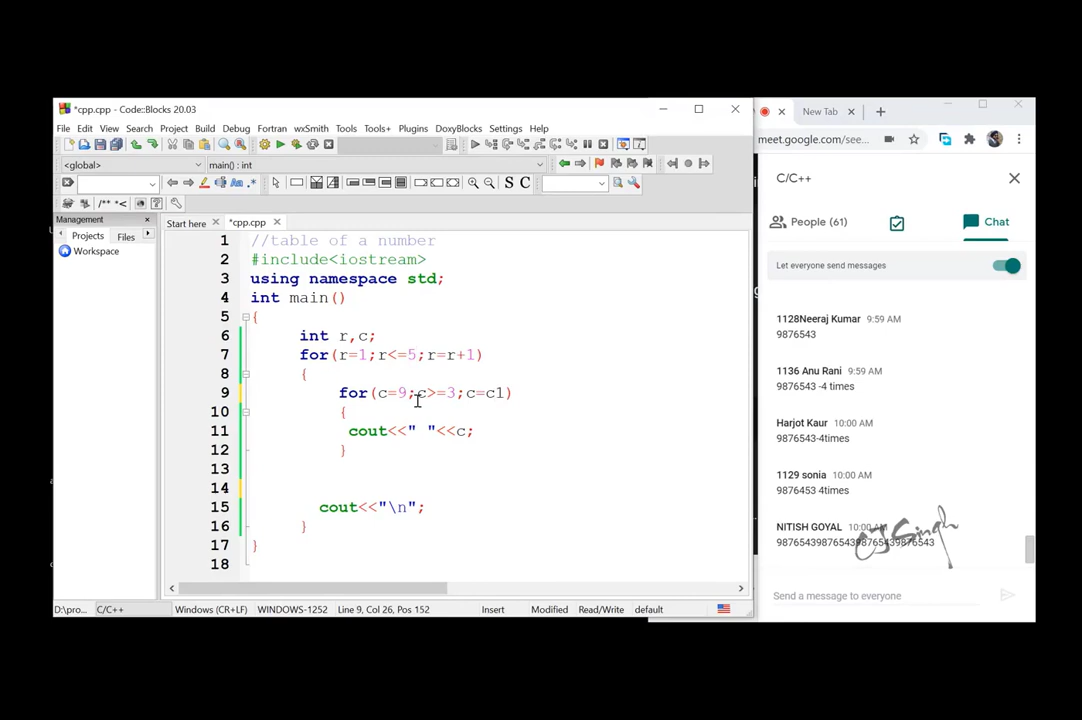 *cpp.cpp - Code::Blocks 20.03
File Edit View Search Project Build Debug Fortran wxSmith Tools Tools+ Plugins DoxyBlocks Settings Help
<global> main() : int
S C
/** *<
Management
Projects Files
Workspace
Start here *cpp.cpp
1 //table of a number
2 #include<iostream>
3 using namespace std;
4 int main()
5 {
6 int r,c;
7 for(r=1;r<=5;r=r+1)
8 {
9 for(c=9;c>=3;c=c1)
10 {
11 cout<<" "<<c;
12 }
13
14
15 cout<<"\n";
16 }
17 }
18
D:\pro... C/C++ Windows (CR+LF) WINDOWS-1252 Line 9, Col 26, Pos 152 Insert Modified Read/Write default
New Tab
meet.google.com/see...
C/C++
People (61) Chat
Let everyone send messages
1128Neeraj Kumar 9:59 AM
9876543
1136 Anu Rani 9:59 AM
9876543 -4 times
Harjot Kaur 10:00 AM
9876543-4times
1129 sonia 10:00 AM
9876453 4times
NITISH GOYAL 10:00 AM
9876543987654398765439876543
CJSingh
Send a message to everyone